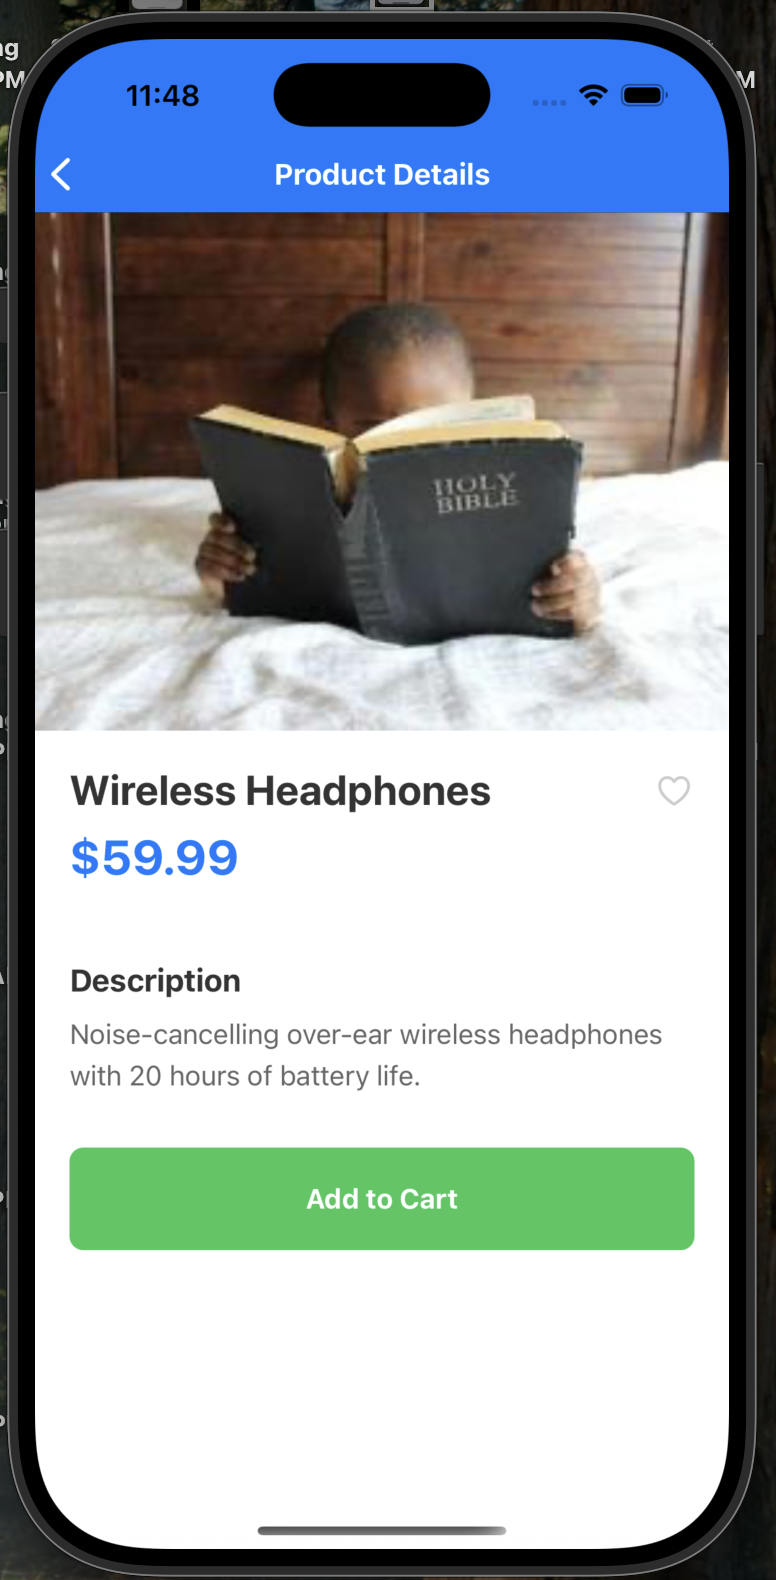 11:48
Product Details
HOLY
BIBLE
Wireless Headphones
$59.99
Description
Noise-cancelling over-ear wireless headphones
with 20 hours of battery life.
Add to Cart